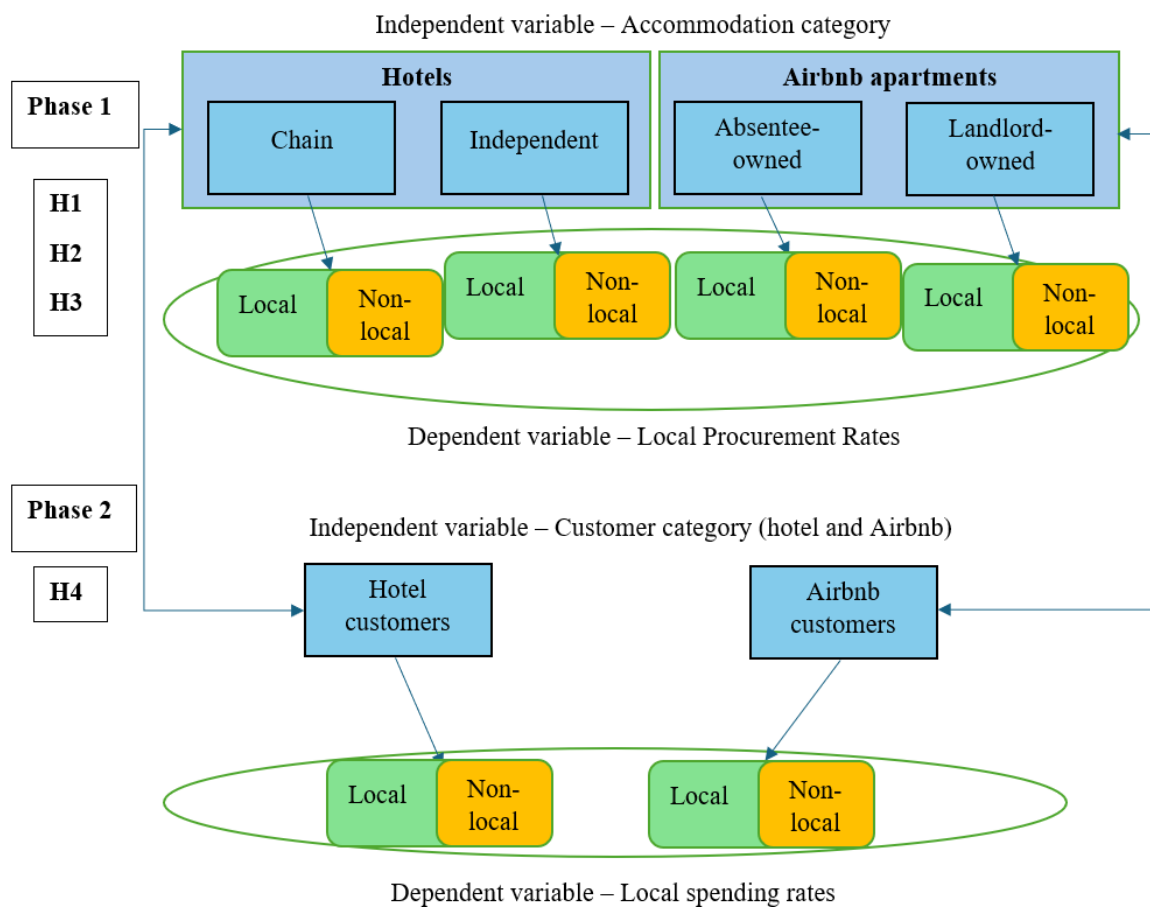 Independent variable – Accommodation category
Phase 1
Hotels
Chain
Independent
Airbnb apartments
Absentee-
owned
Landlord-
owned
H1
H2
H3
Local
Non-
local
Local
Non-
local
Local
Non-
local
Local
Non-
local
Dependent variable – Local Procurement Rates
Phase 2
Independent variable – Customer category (hotel and Airbnb)
H4
Hotel
customers
Airbnb
customers
Local
Non-
local
Local
Non-
local
Dependent variable – Local spending rates